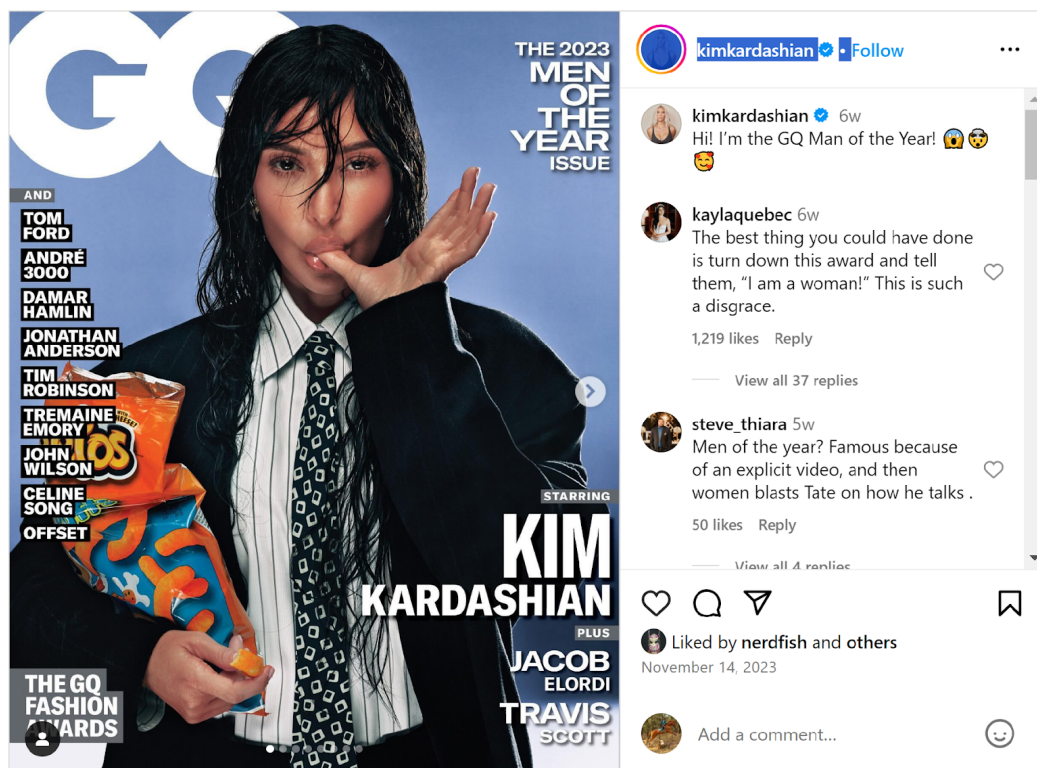 GQ
THE 2023
MEN
OF
THE
YEAR
ISSUE
AND
TOM
FORD
ANDRÉ
3000
DAMAR
HAMLIN
JONATHAN
ANDERSON
TIM
ROBINSON
TREMAINE
EMORY
JOHN
WILSON
CELINE
SONG
OFFSET
STARRING
KIM
KARDASHIAN
PLUS
JACOB
ELORDI
TRAVIS
SCOTT
THE GQ
FASHION
AWARDS
kimkardashian • Follow
kimkardashian 6w
Hi! I'm the GQ Man of the Year! 😱🤯
🥰
kaylaquebec 6w
The best thing you could have done
is turn down this award and tell
them, “I am a woman!” This is such
a disgrace.
1,219 likes Reply
View all 37 replies
steve_thiara 5w
Men of the year? Famous because
of an explicit video, and then
women blasts Tate on how he talks .
50 likes Reply
View all 4 replies
Liked by nerdfish and others
November 14, 2023
Add a comment...